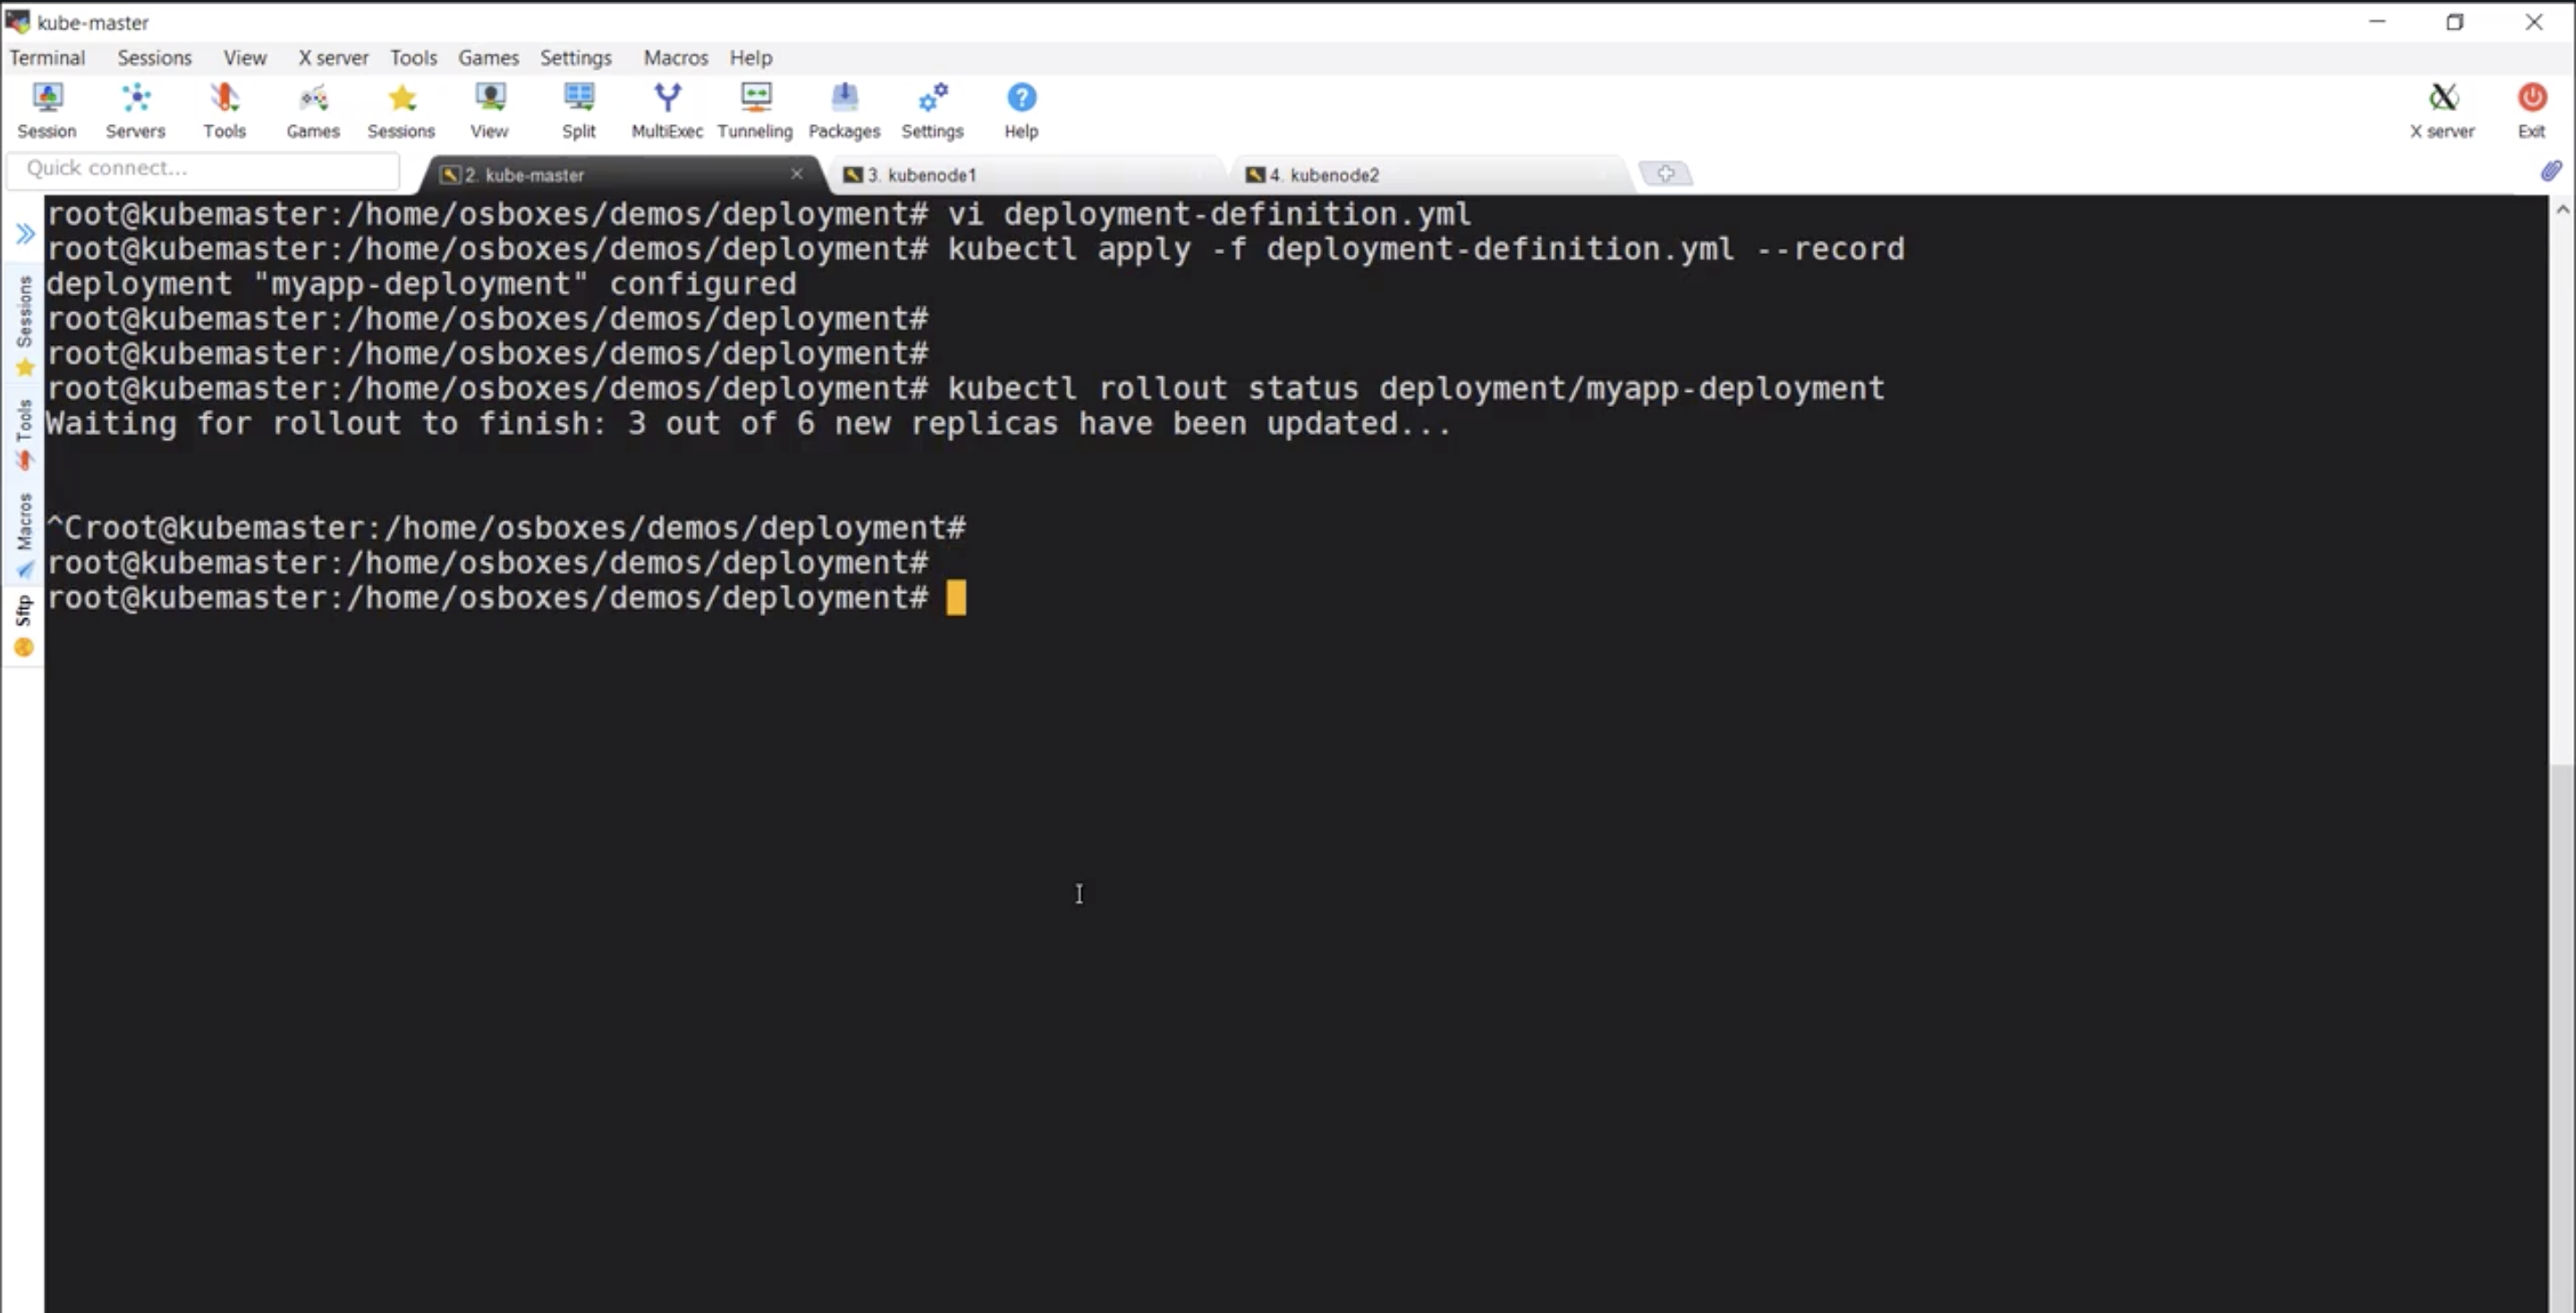 kube-master
Terminal Sessions View X server Tools Games Settings Macros Help
Session Servers Tools Games Sessions View Split MultiExec Tunneling Packages Settings Help X server Exit
Quick connect... 2. kube-master 3. kubenode1 4. kubenode2
root@kubemaster:/home/osboxes/demos/deployment# vi deployment-definition.yml
root@kubemaster:/home/osboxes/demos/deployment# kubectl apply -f deployment-definition.yml --record
deployment "myapp-deployment" configured
root@kubemaster:/home/osboxes/demos/deployment#
root@kubemaster:/home/osboxes/demos/deployment#
root@kubemaster:/home/osboxes/demos/deployment# kubectl rollout status deployment/myapp-deployment
Waiting for rollout to finish: 3 out of 6 new replicas have been updated...
^Croot@kubemaster:/home/osboxes/demos/deployment#
root@kubemaster:/home/osboxes/demos/deployment#
root@kubemaster:/home/osboxes/demos/deployment#
Sessions
Tools
Macros
Sftp